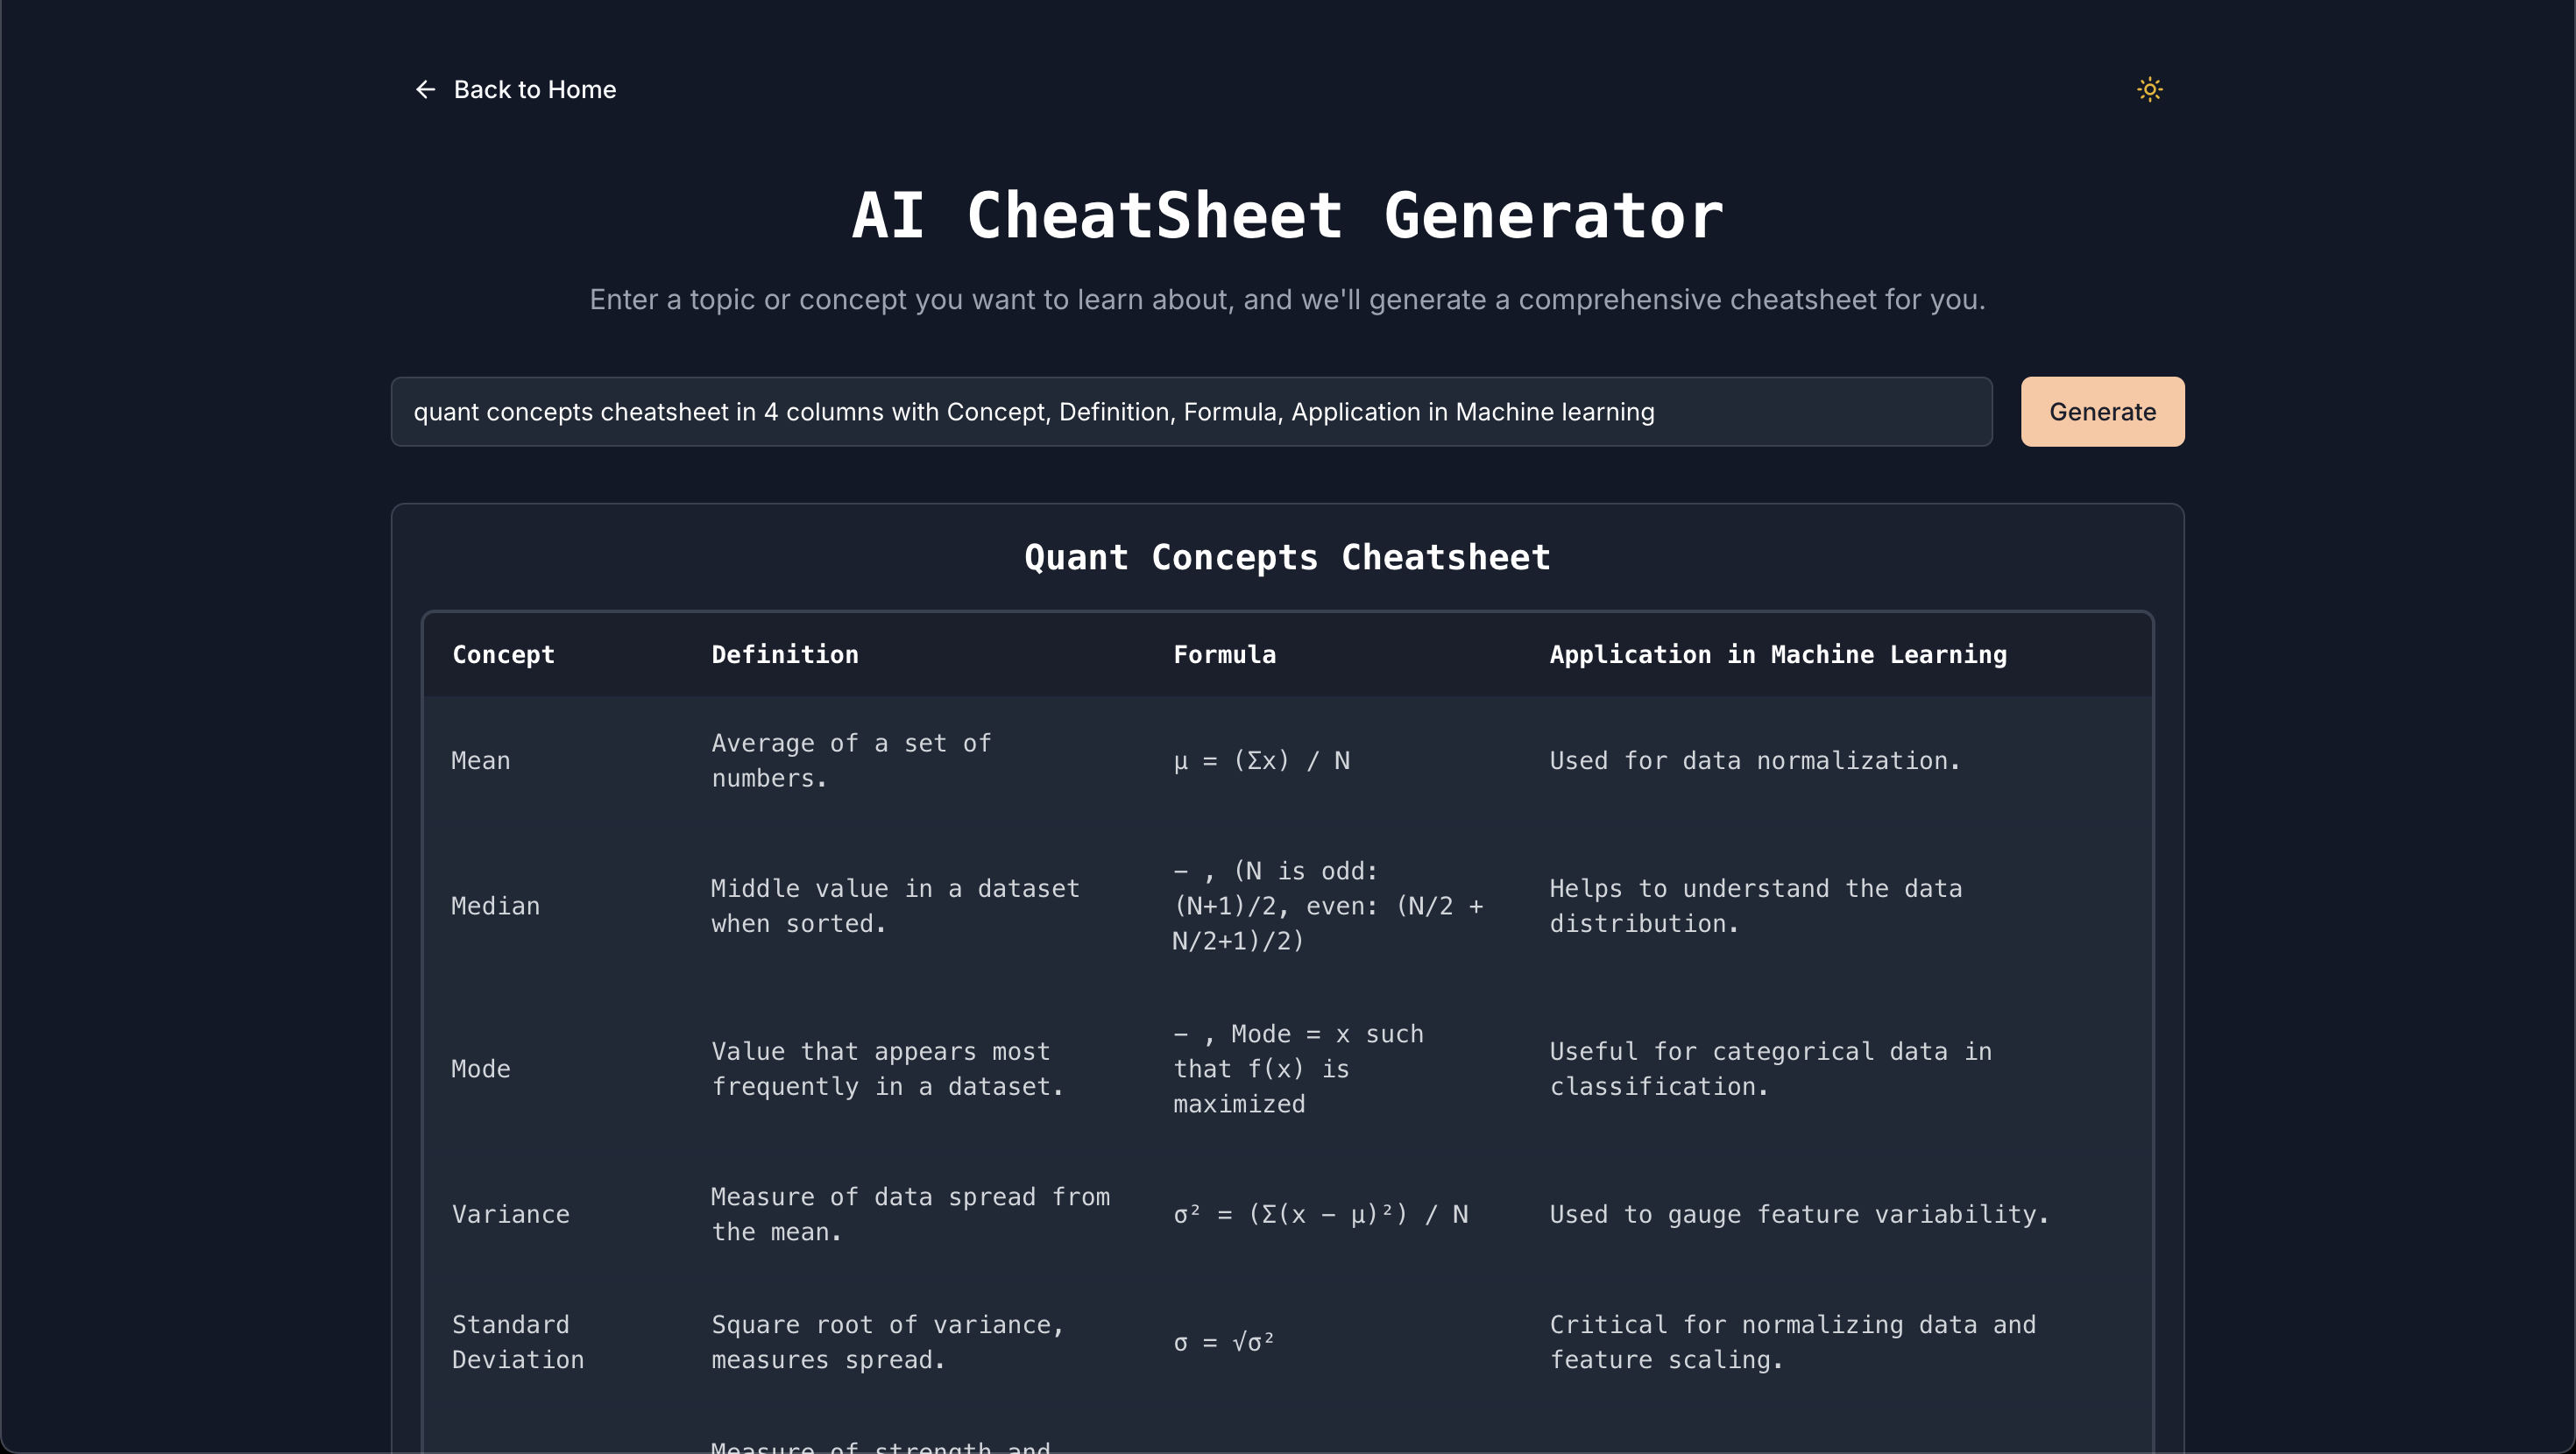 Back to Home
AI CheatSheet Generator
Enter a topic or concept you want to learn about, and we'll generate a comprehensive cheatsheet for you.
quant concepts cheatsheet in 4 columns with Concept, Definition, Formula, Application in Machine learning
Generate
Quant Concepts Cheatsheet
Concept Definition Formula Application in Machine Learning
Mean
Average of a set of
numbers.
μ = (Σx) / N
Used for data normalization.
Median
Middle value in a dataset
when sorted.
− , (N is odd:
(N+1)/2, even: (N/2 +
N/2+1)/2)
Helps to understand the data
distribution.
Mode
Value that appears most
frequently in a dataset.
− , Mode = x such
that f(x) is
maximized
Useful for categorical data in
classification.
Variance
Measure of data spread from
the mean.
σ² = (Σ(x − μ)²) / N
Used to gauge feature variability.
Standard
Deviation
Square root of variance,
measures spread.
σ = √σ²
Critical for normalizing data and
feature scaling.
Measure of strength and